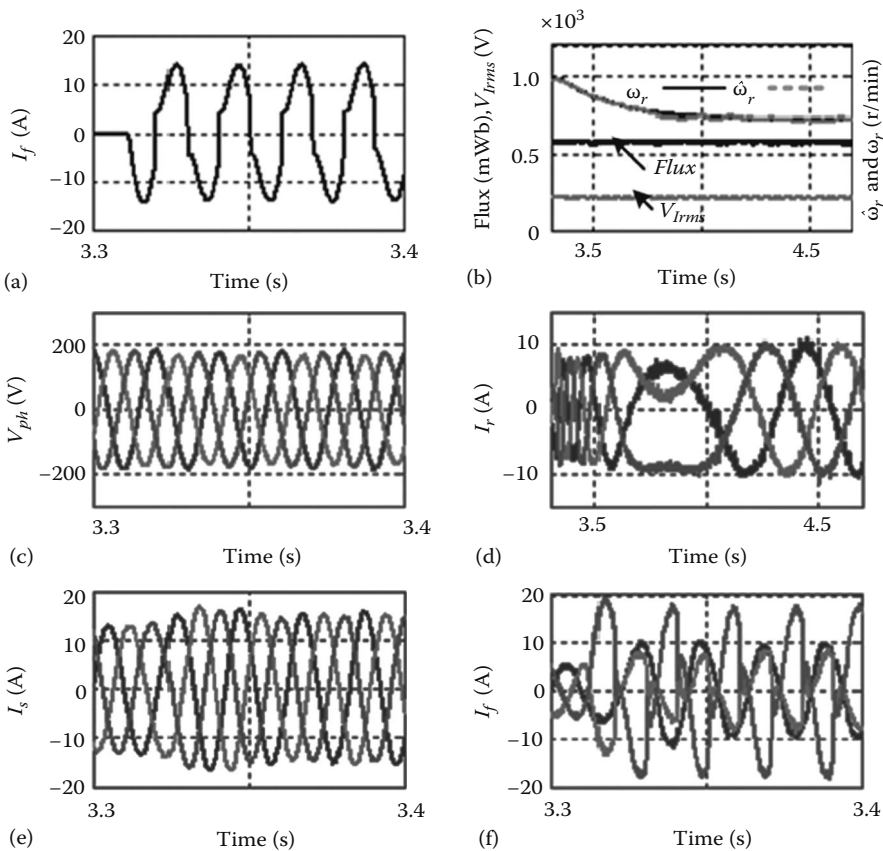 20
10
0
−10
−20
I_f (A)
3.3
3.4
Time (s)
(a)
×10^3
1.0
0.5
0
Flux (mWb), V_Irms (V)
ω_r
ω̂_r
Flux
V_Irms
ω̂_r and ω_r (r/min)
3.5
4.5
Time (s)
(b)
200
0
−200
V_ph (V)
3.3
3.4
Time (s)
(c)
10
0
−10
I_r (A)
3.5
4.5
Time (s)
(d)
20
10
0
−10
−20
I_s (A)
3.3
3.4
Time (s)
(e)
20
10
0
−10
−20
I_f (A)
3.3
3.4
Time (s)
(f)